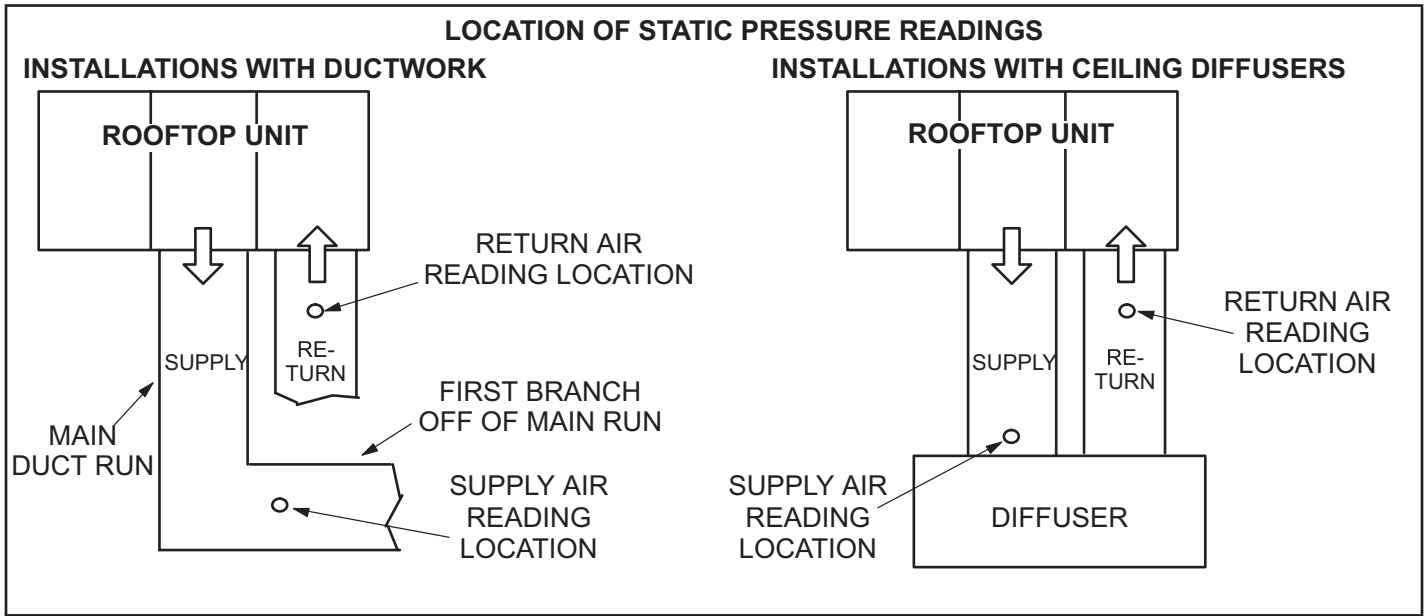 LOCATION OF STATIC PRESSURE READINGS
INSTALLATIONS WITH DUCTWORK
ROOFTOP UNIT
RETURN AIR
READING LOCATION
SUPPLY
RE-
TURN
FIRST BRANCH
OFF OF MAIN RUN
MAIN
DUCT RUN
SUPPLY AIR
READING
LOCATION
INSTALLATIONS WITH CEILING DIFFUSERS
ROOFTOP UNIT
RETURN AIR
READING
LOCATION
SUPPLY
RE-
TURN
SUPPLY AIR
READING
LOCATION
DIFFUSER